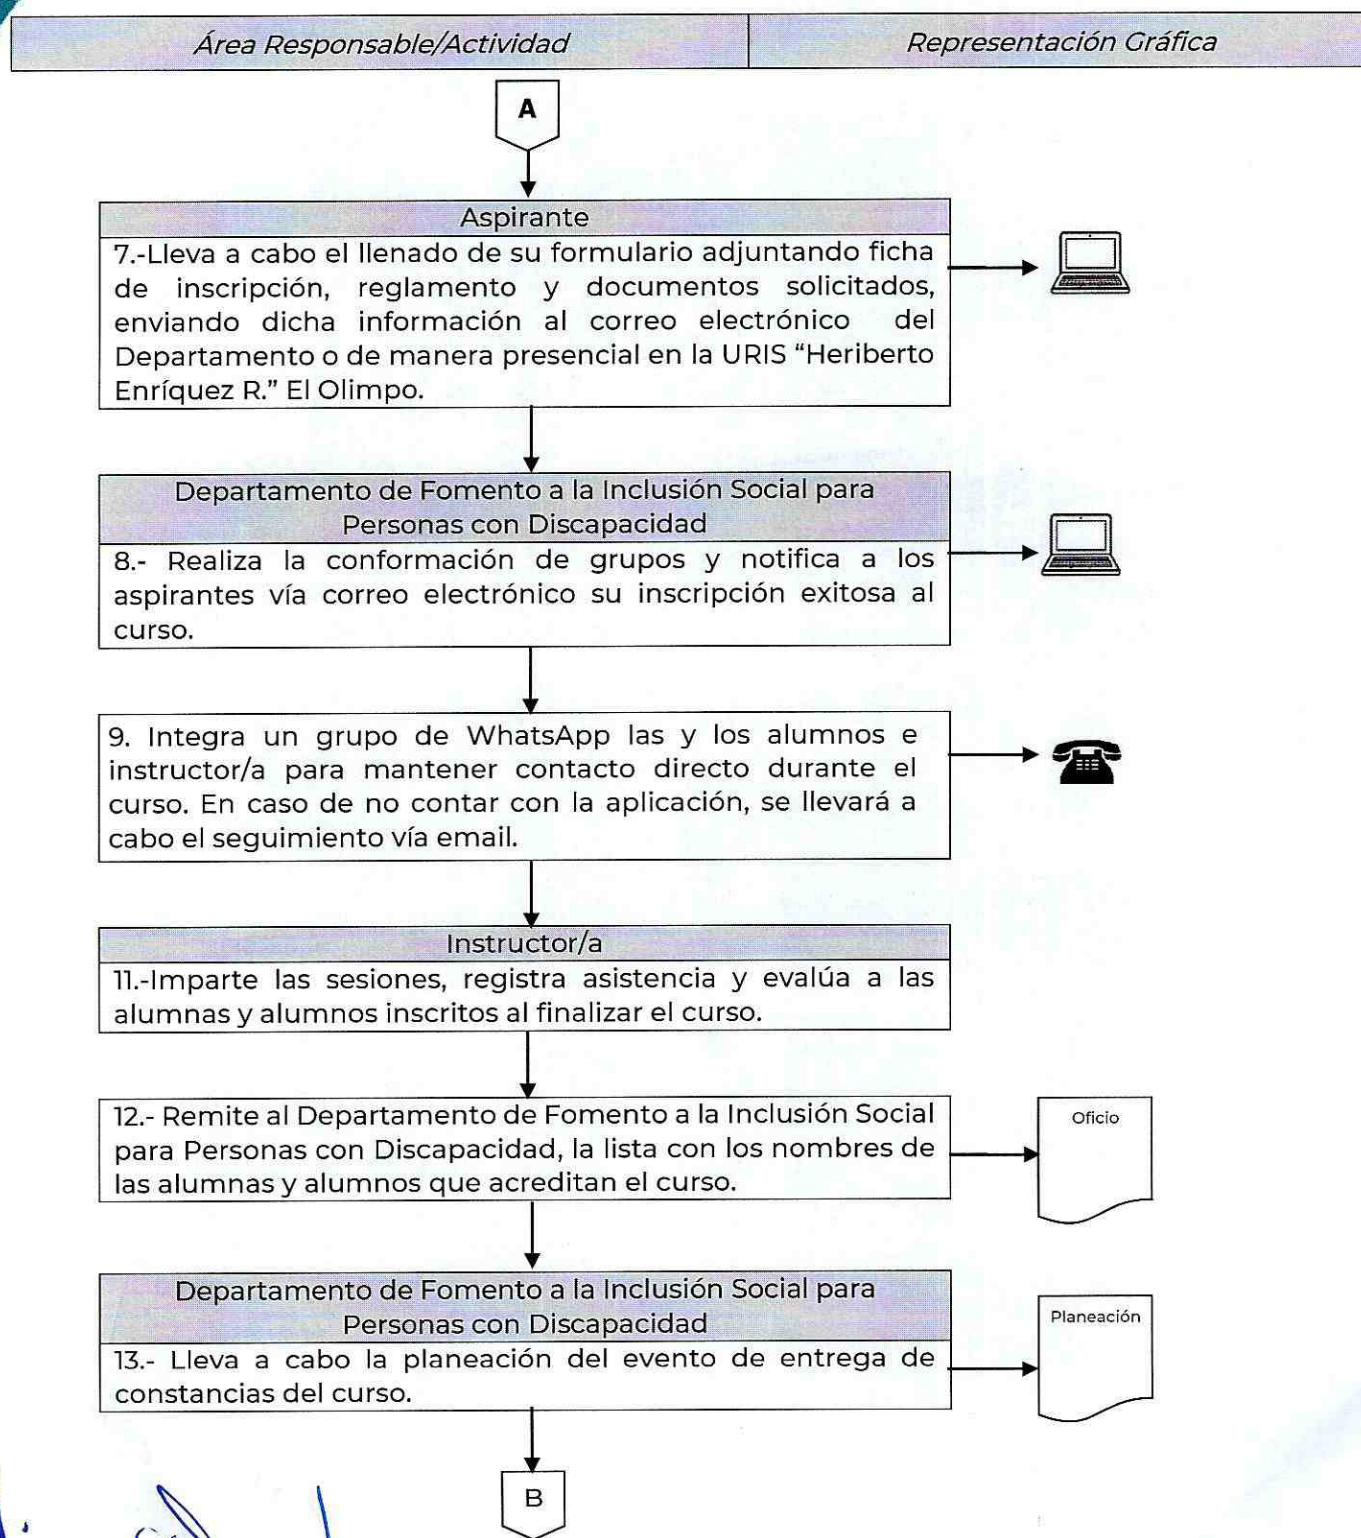 Área Responsable/Actividad
Representación Gráfica
A
Aspirante
7.-Lleva a cabo el llenado de su formulario adjuntando ficha
de inscripción, reglamento y documentos solicitados,
enviando dicha información al correo electrónico del
Departamento o de manera presencial en la URIS “Heriberto
Enríquez R.” El Olimpo.
Departamento de Fomento a la Inclusión Social para
Personas con Discapacidad
8.- Realiza la conformación de grupos y notifica a los
aspirantes vía correo electrónico su inscripción exitosa al
curso.
9. Integra un grupo de WhatsApp las y los alumnos e
instructor/a para mantener contacto directo durante el
curso. En caso de no contar con la aplicación, se llevará a
cabo el seguimiento vía email.
Instructor/a
11.-Imparte las sesiones, registra asistencia y evalúa a las
alumnas y alumnos inscritos al finalizar el curso.
12.- Remite al Departamento de Fomento a la Inclusión Social
para Personas con Discapacidad, la lista con los nombres de
las alumnas y alumnos que acreditan el curso.
Oficio
Departamento de Fomento a la Inclusión Social para
Personas con Discapacidad
13.- Lleva a cabo la planeación del evento de entrega de
constancias del curso.
Planeación
B